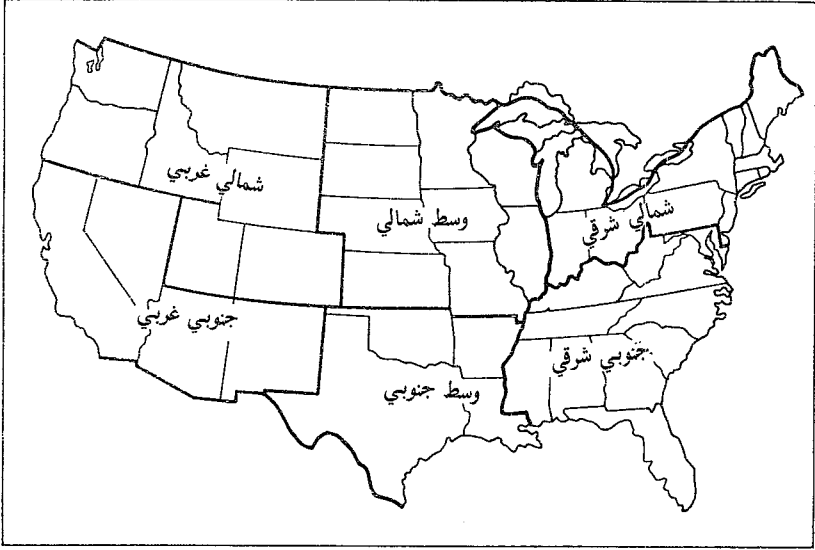 شمالي غربي
وسط شمالي
شمالي شرقي
جنوبي غربي
وسط جنوبي
جنوبي شرقي